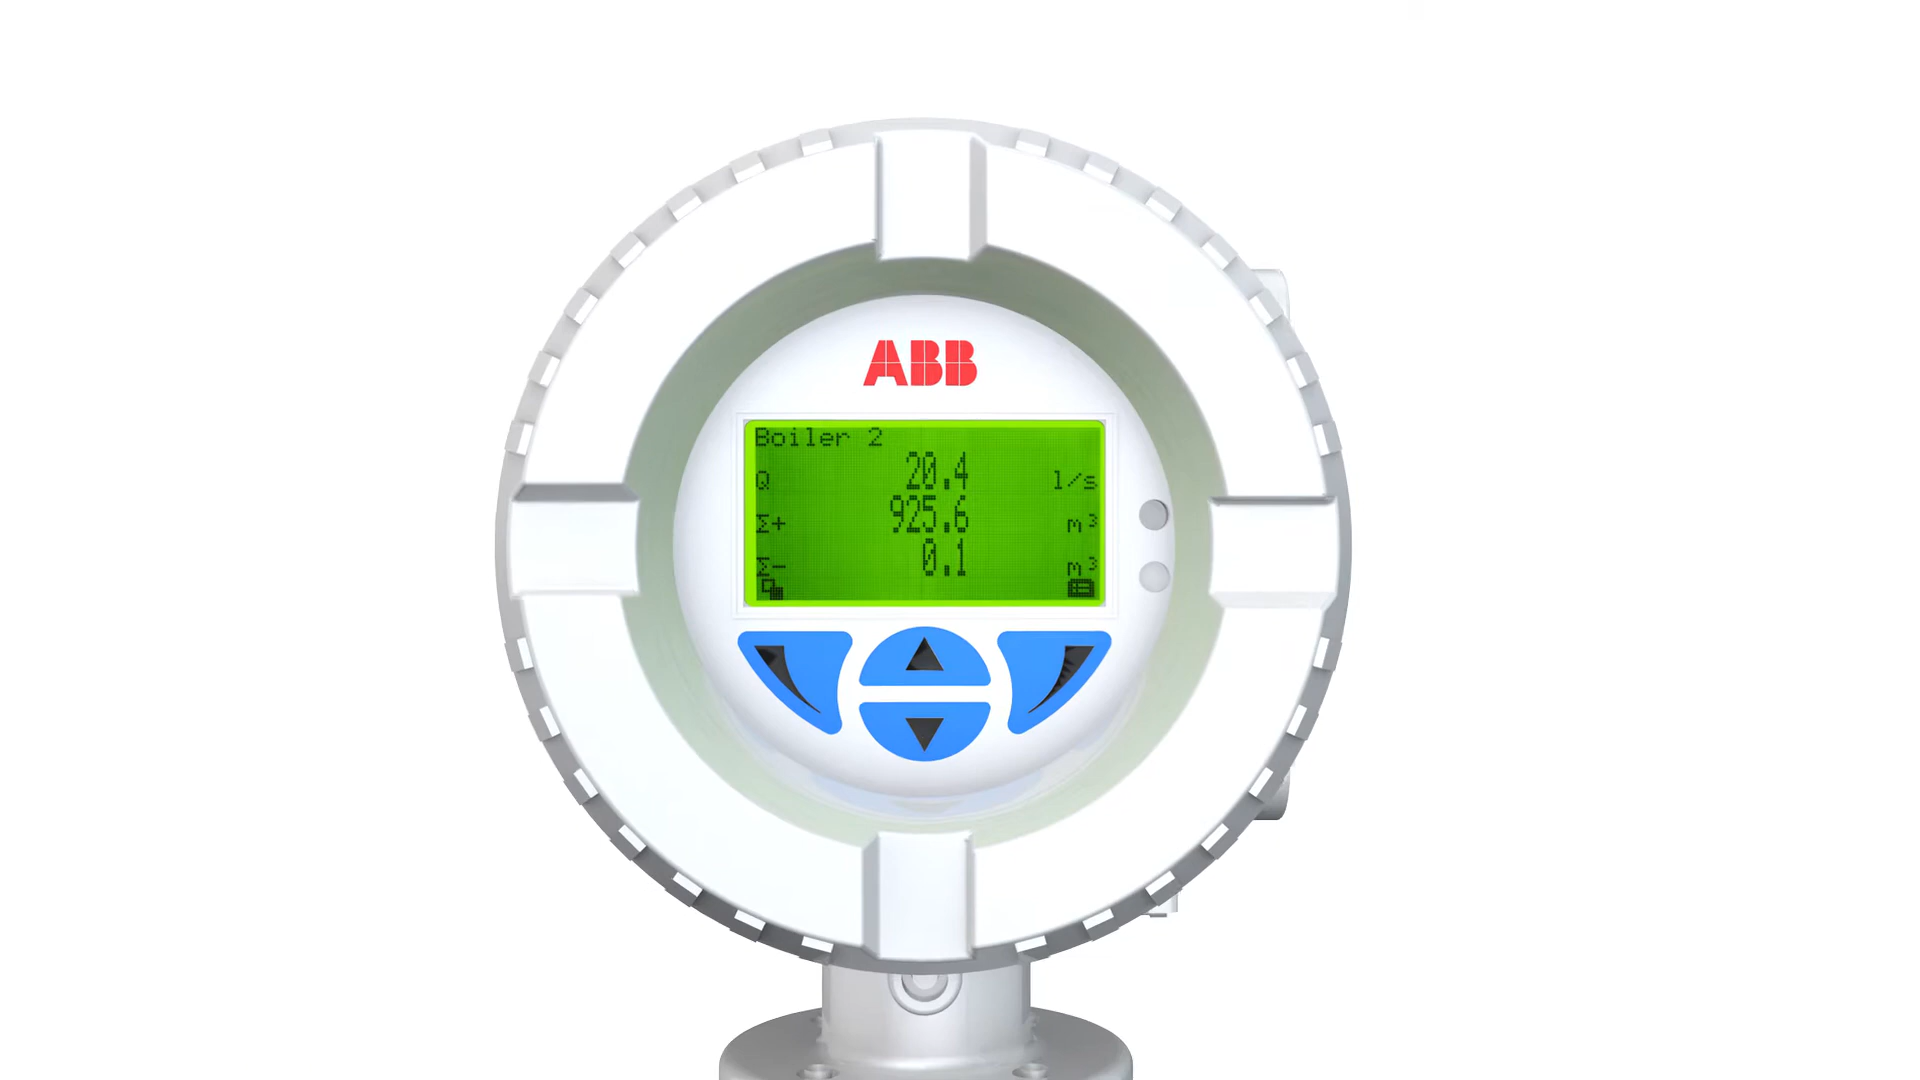 ABB
Boiler 2
Q 20.4 l/s
Σ+ 925.6 m³
Σ- 0.1 m³